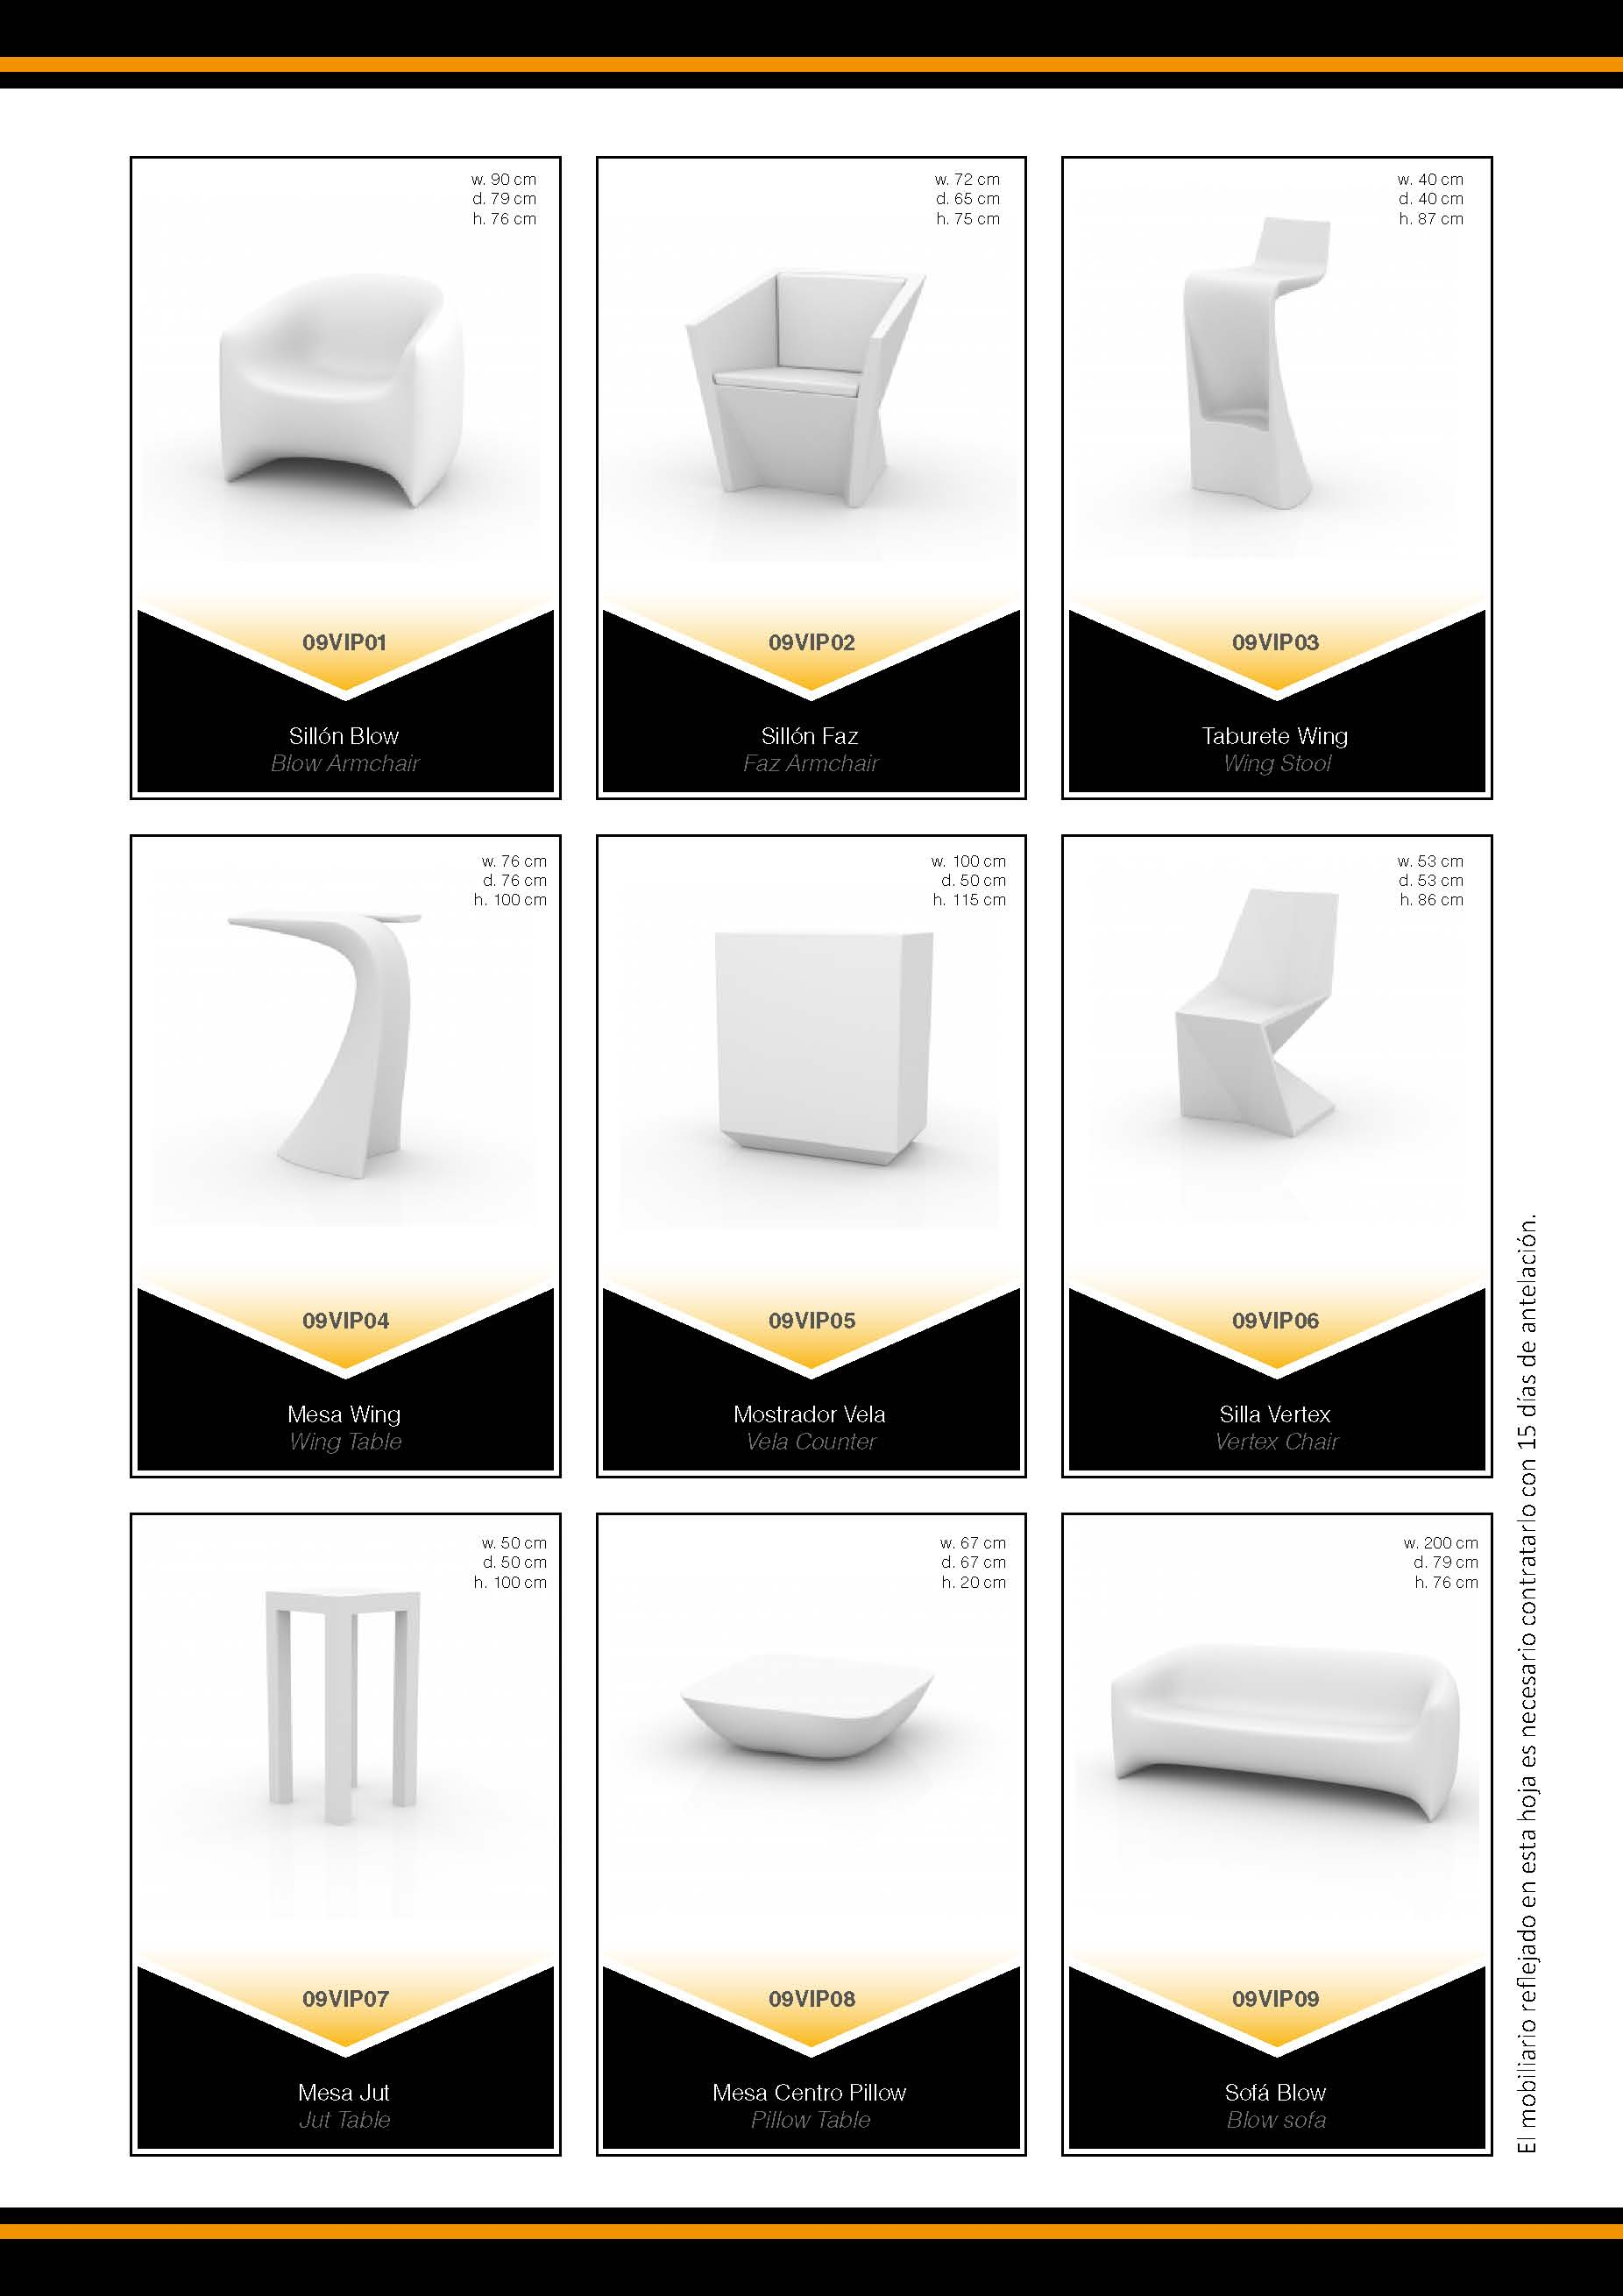 w. 90 cm
d. 79 cm
h. 76 cm
09VIP01
Sillón Blow
Blow Armchair
w. 72 cm
d. 65 cm
h. 75 cm
09VIP02
Sillón Faz
Faz Armchair
w. 40 cm
d. 40 cm
h. 87 cm
09VIP03
Taburete Wing
Wing Stool
w. 76 cm
d. 76 cm
h. 100 cm
09VIP04
Mesa Wing
Wing Table
w. 100 cm
d. 50 cm
h. 115 cm
09VIP05
Mostrador Vela
Vela Counter
w. 53 cm
d. 53 cm
h. 86 cm
09VIP06
Silla Vertex
Vertex Chair
w. 50 cm
d. 50 cm
h. 100 cm
09VIP07
Mesa Jut
Jut Table
w. 67 cm
d. 67 cm
h. 20 cm
09VIP08
Mesa Centro Pillow
Pillow Table
w. 200 cm
d. 79 cm
h. 76 cm
09VIP09
Sofá Blow
Blow sofa
El mobiliario reflejado en esta hoja es necesario contratarlo con 15 días de antelación.